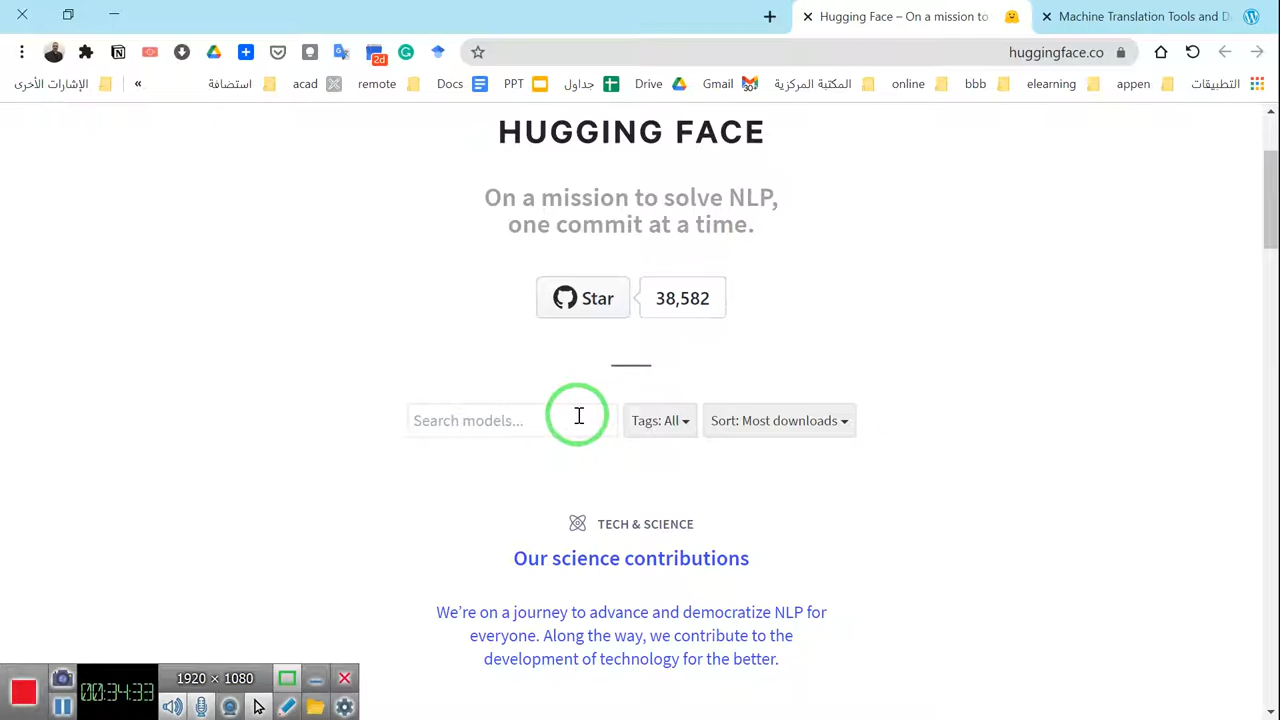 Hugging Face – On a mission to
Machine Translation Tools and D
huggingface.co
2d
الإشارات الأخرى
«
استضافة
acad
remote
Docs
PPT
جداول
Drive
Gmail
30
المكتبة المركزية
online
bbb
elearning
appen
التطبيقات
HUGGING FACE
On a mission to solve NLP,
one commit at a time.
Star
38,582
Search models...
Tags: All
Sort: Most downloads
TECH & SCIENCE
Our science contributions
We're on a journey to advance and democratize NLP for
everyone. Along the way, we contribute to the
development of technology for the better.
00:34:33
1920 × 1080